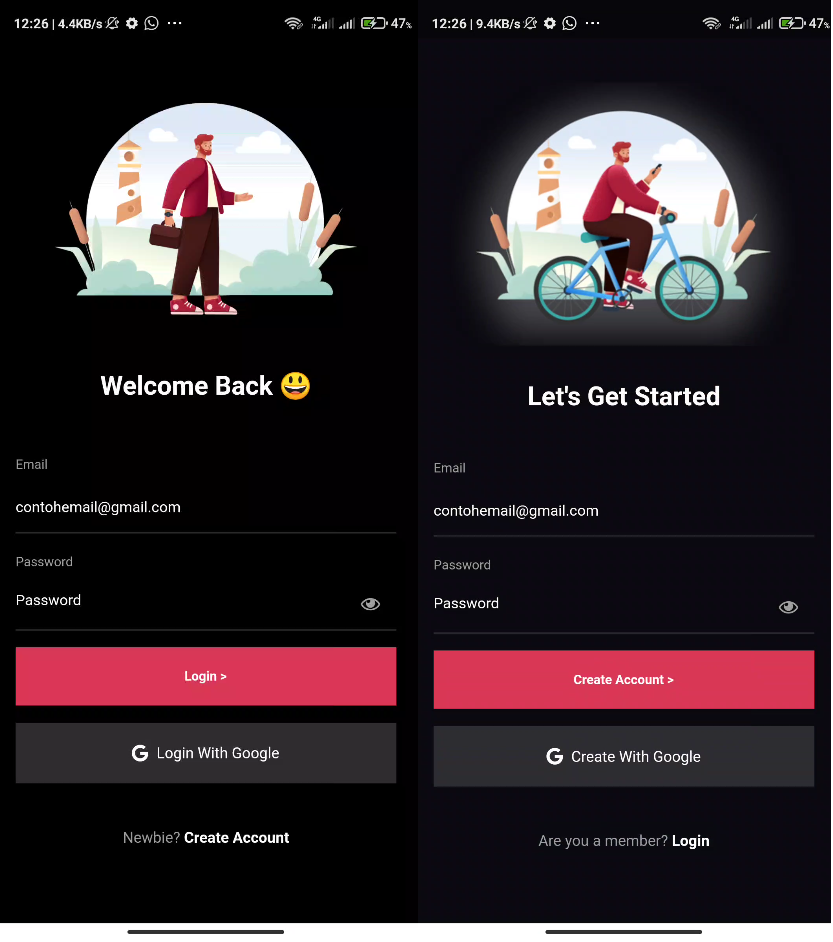 12:26 | 4.4KB/s 4G 47%
Welcome Back 😃
Email
contohemail@gmail.com
Password
Password
Login >
G Login With Google
Newbie? Create Account
12:26 | 9.4KB/s 4G 47%
Let's Get Started
Email
contohemail@gmail.com
Password
Password
Create Account >
G Create With Google
Are you a member? Login